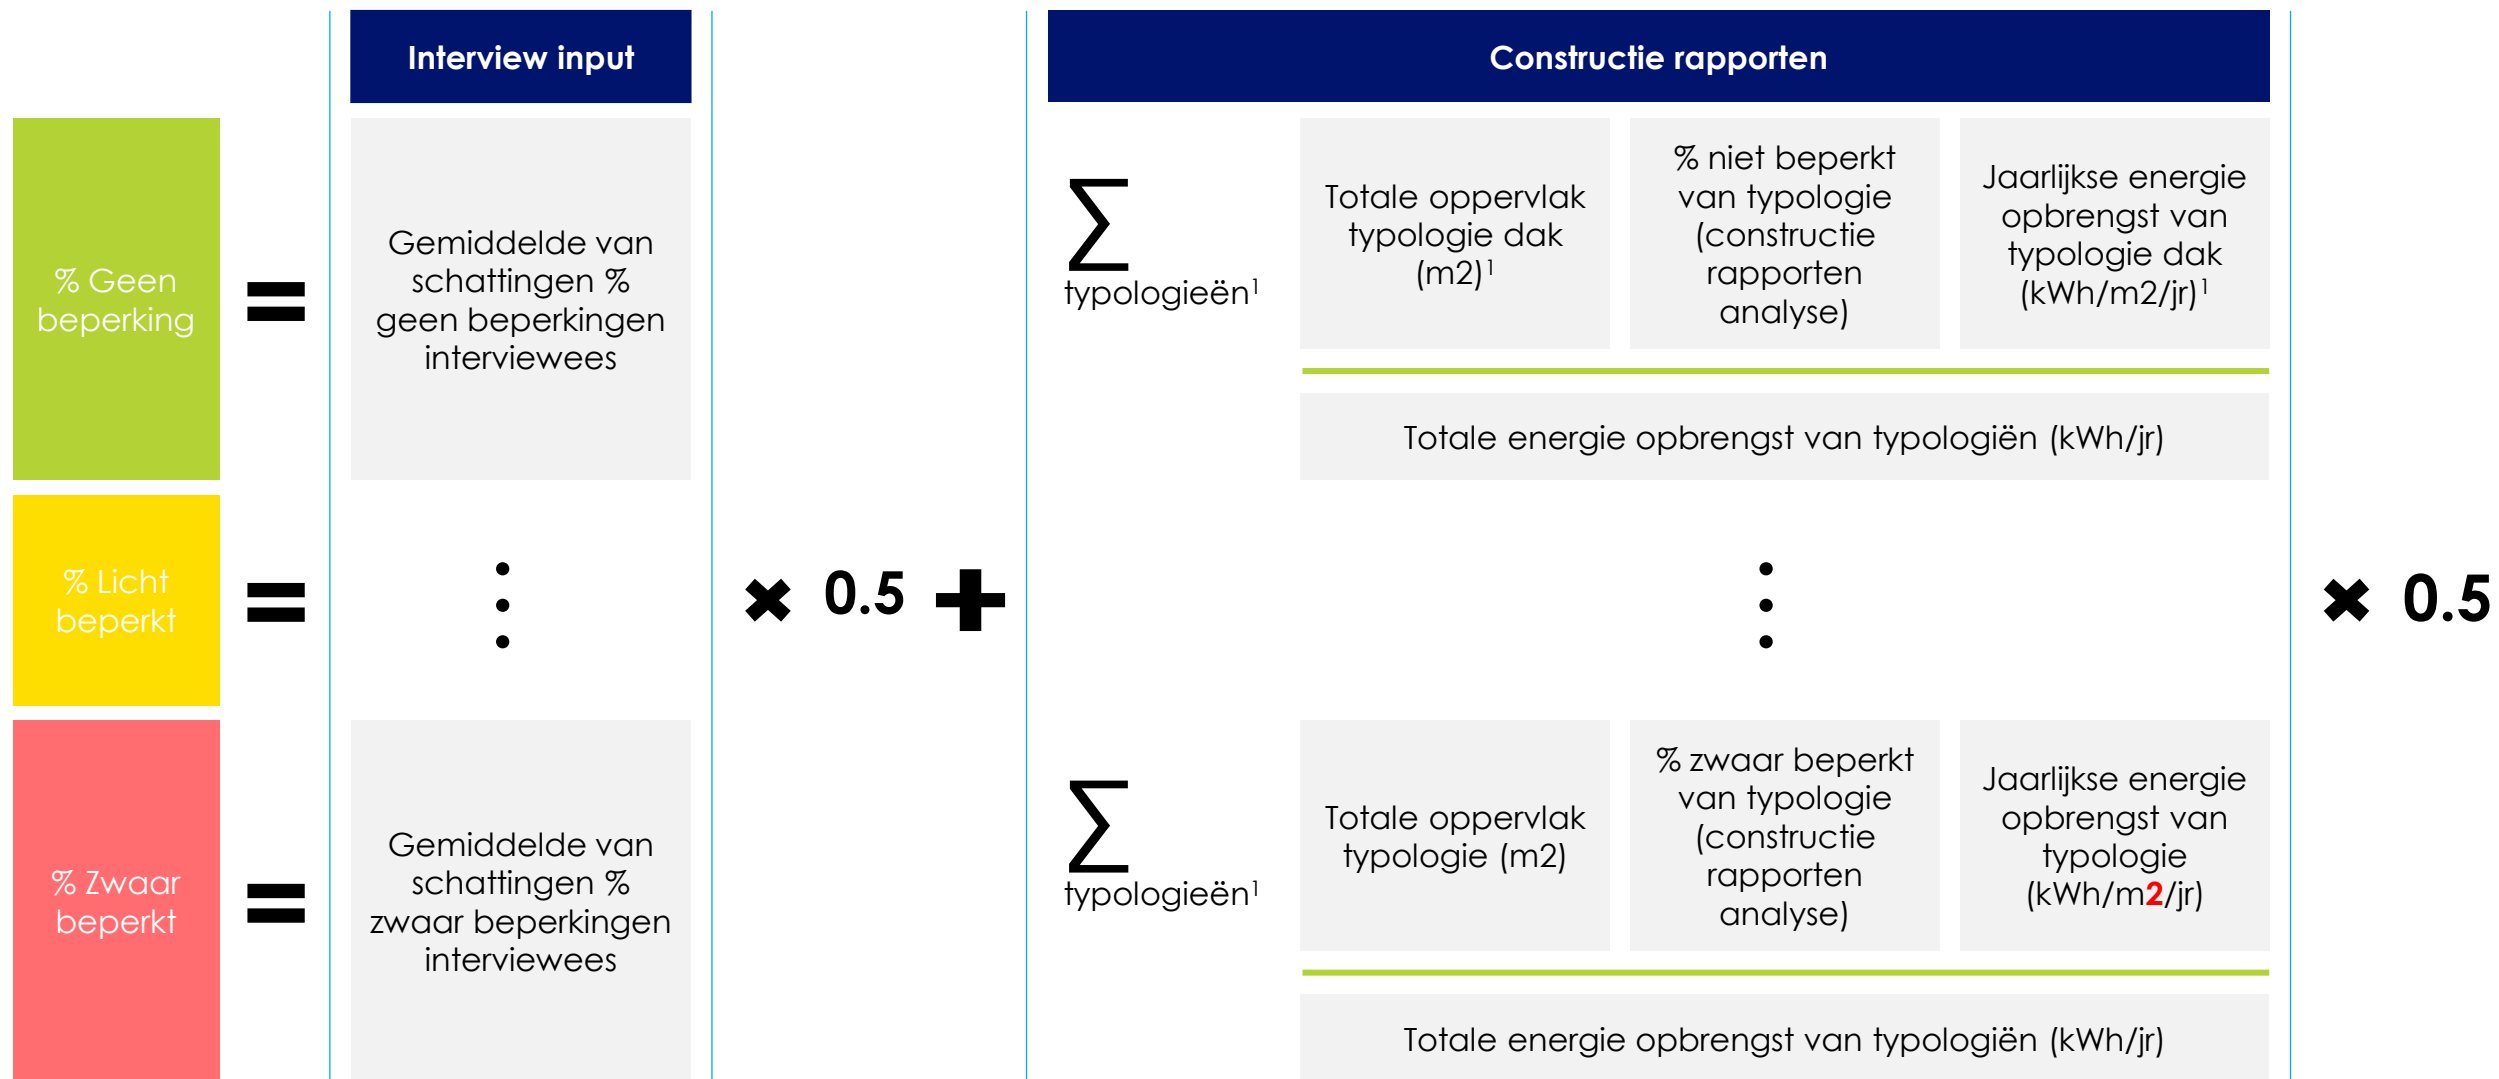 Interview input
Constructie rapporten
% Geen
beperking
=
Gemiddelde van
schattingen %
geen beperkingen
interviewees
∑
typologieën¹
Totale oppervlak
typologie dak
(m2)¹
% niet beperkt
van typologie
(constructie
rapporten
analyse)
Jaarlijkse energie
opbrengst van
typologie dak
(kWh/m2/jr)¹
Totale energie opbrengst van typologiën (kWh/jr)
% Licht
beperkt
=
⋮
× 0.5 +
⋮
× 0.5
% Zwaar
beperkt
=
Gemiddelde van
schattingen %
zwaar beperkingen
interviewees
∑
typologieën¹
Totale oppervlak
typologie (m2)
% zwaar beperkt
van typologie
(constructie
rapporten
analyse)
Jaarlijkse energie
opbrengst van
typologie
(kWh/m2/jr)
Totale energie opbrengst van typologiën (kWh/jr)